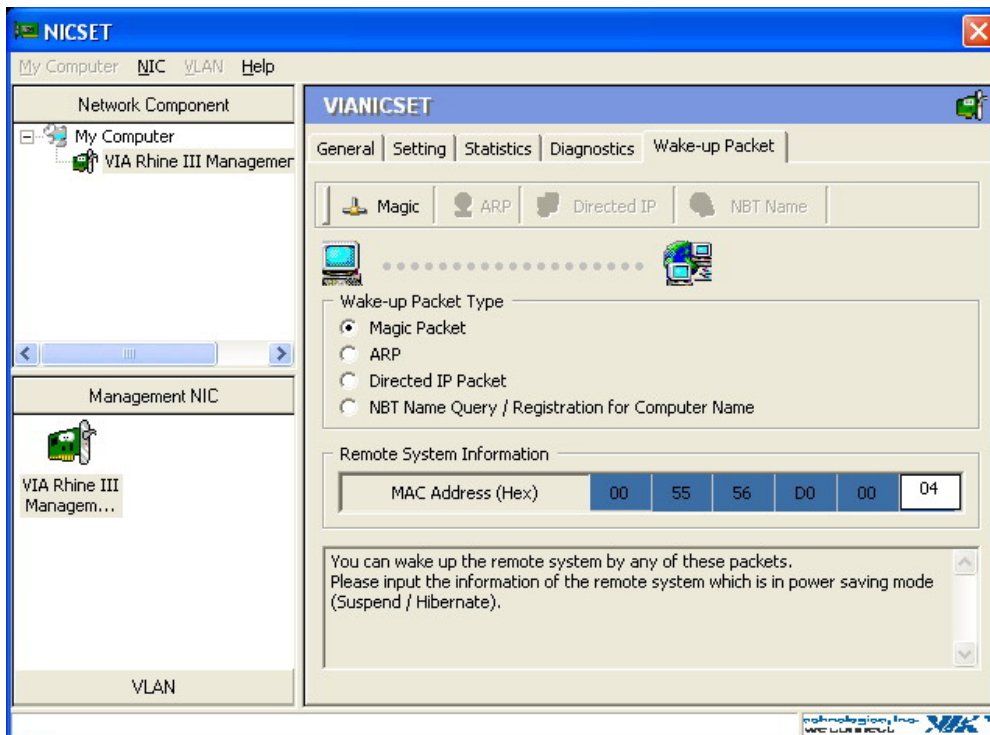 NICSET
My Computer NIC VLAN Help
Network Component
My Computer
VIA Rhine III Managemer
Management NIC
VIA Rhine III
Managem...
VLAN
VIANICSET
General Setting Statistics Diagnostics Wake-up Packet
Magic ARP Directed IP NBT Name
Wake-up Packet Type
Magic Packet
ARP
Directed IP Packet
NBT Name Query / Registration for Computer Name
Remote System Information
MAC Address (Hex) 00 55 56 D0 00 04
You can wake up the remote system by any of these packets.
Please input the information of the remote system which is in power saving mode
(Suspend / Hibernate).
we connect VIA